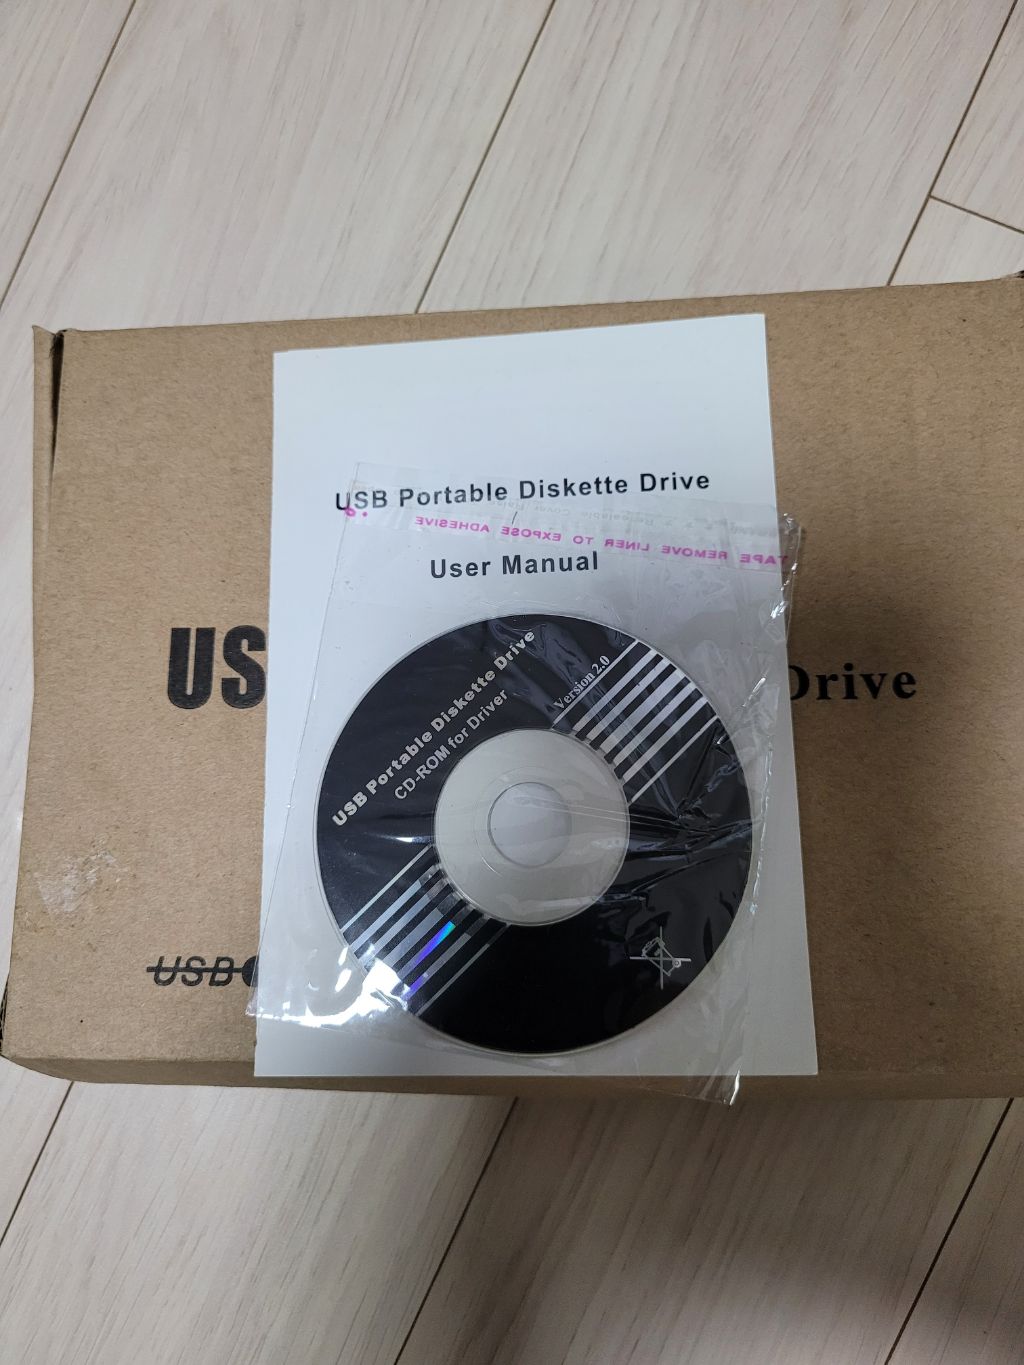 USB Portable Diskette Drive
TAPE REMOVE LINER TO EXPOSE ADHESIVE
User Manual
US
Drive
USB Portable Diskette Drive
CD-ROM for Driver
Version 2.0
USB